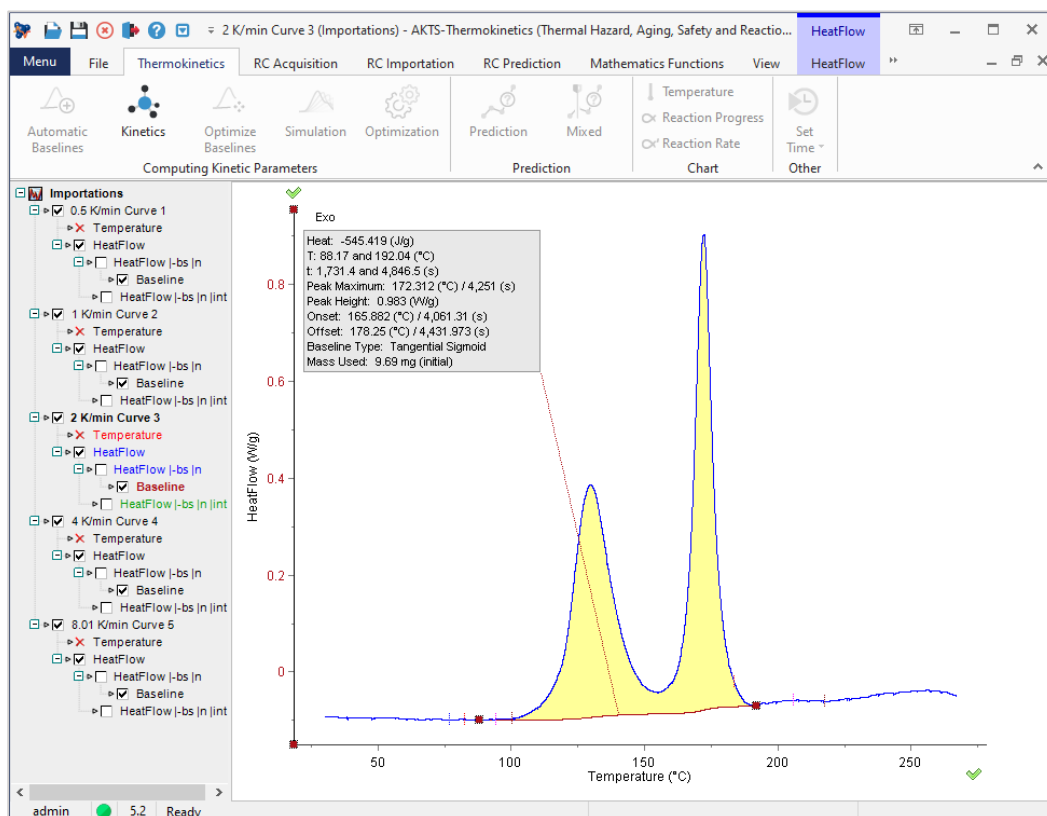 2 K/min Curve 3 (Importations) - AKTS-Thermokinetics (Thermal Hazard, Aging, Safety and Reactio... HeatFlow
Menu File Thermokinetics RC Acquisition RC Importation RC Prediction Mathematics Functions View HeatFlow
Automatic Baselines
Kinetics
Optimize Baselines
Simulation
Optimization
Prediction
Mixed
Temperature
Reaction Progress
Reaction Rate
Set Time
Computing Kinetic Parameters Prediction Chart Other
Importations
0.5 K/min Curve 1
Temperature
HeatFlow
HeatFlow |-bs |n
Baseline
HeatFlow |-bs |n |int
1 K/min Curve 2
Temperature
HeatFlow
HeatFlow |-bs |n
Baseline
HeatFlow |-bs |n |int
2 K/min Curve 3
Temperature
HeatFlow
HeatFlow |-bs |n
Baseline
HeatFlow |-bs |n |int
4 K/min Curve 4
Temperature
HeatFlow
HeatFlow |-bs |n
Baseline
HeatFlow |-bs |n |int
8.01 K/min Curve 5
Temperature
HeatFlow
HeatFlow |-bs |n
Baseline
HeatFlow |-bs |n |int
Exo
Heat: -545.419 (J/g)
T: 88.17 and 192.04 (°C)
t: 1,731.4 and 4,846.5 (s)
Peak Maximum: 172.312 (°C) / 4,251 (s)
Peak Height: 0.983 (W/g)
Onset: 165.882 (°C) / 4,061.31 (s)
Offset: 178.25 (°C) / 4,431.973 (s)
Baseline Type: Tangential Sigmoid
Mass Used: 9.69 mg (initial)
HeatFlow (W/g)
0.8
0.6
0.4
0.2
0
50 100 150 200 250
Temperature (°C)
admin 5.2 Ready